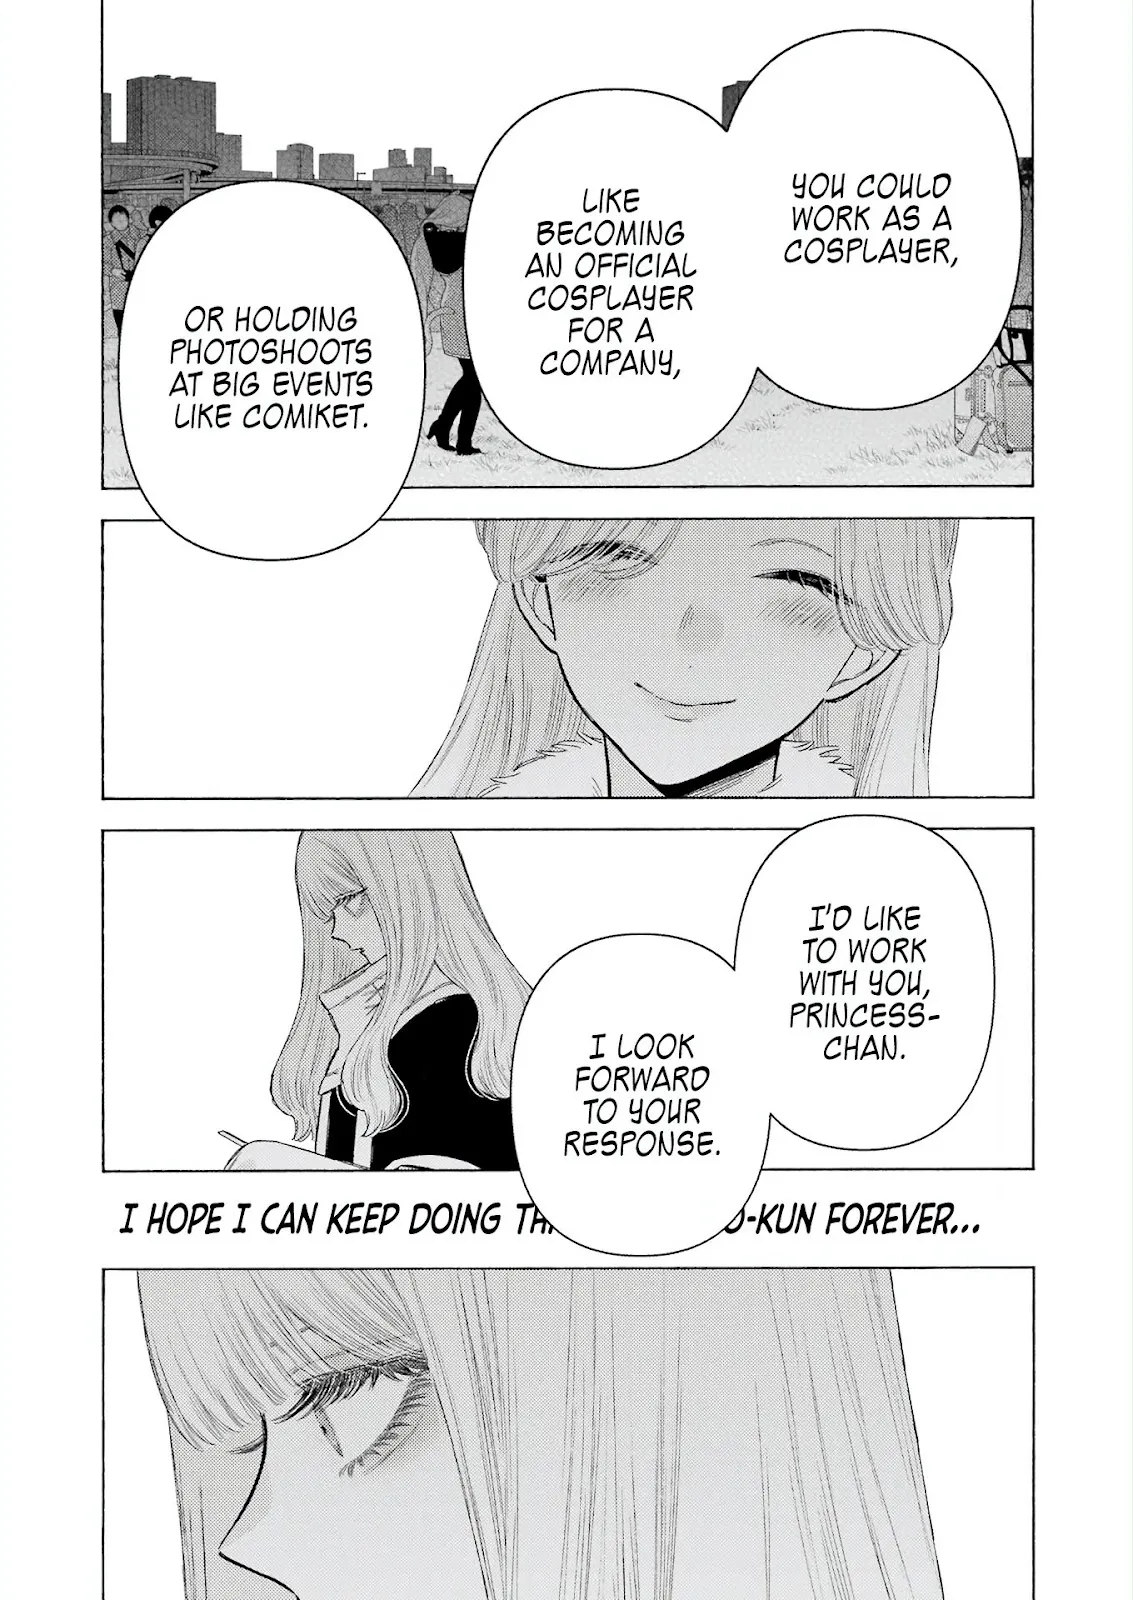 YOU COULD
WORK AS A
COSPLAYER,
LIKE
BECOMING
AN OFFICIAL
COSPLAYER
FOR A
COMPANY,
OR HOLDING
PHOTOSHOOTS
AT BIG EVENTS
LIKE COMIKET.
I'D LIKE
TO WORK
WITH YOU,
PRINCESS-
CHAN.
I LOOK
FORWARD
TO YOUR
RESPONSE.
I HOPE I CAN KEEP DOING -KUN FOREVER...